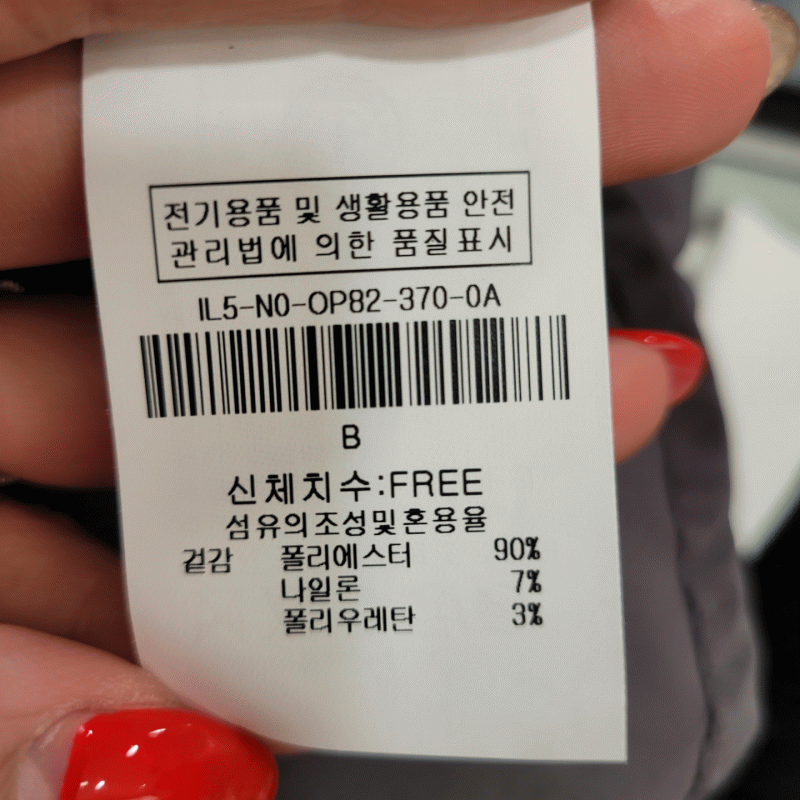 전기용품 및 생활용품 안전
관리법에 의한 품질표시
IL5-N0-OP82-370-0A
B
신체치수:FREE
섬유의조성및혼용율
겉감 폴리에스터 90%
나일론 7%
폴리우레탄 3%